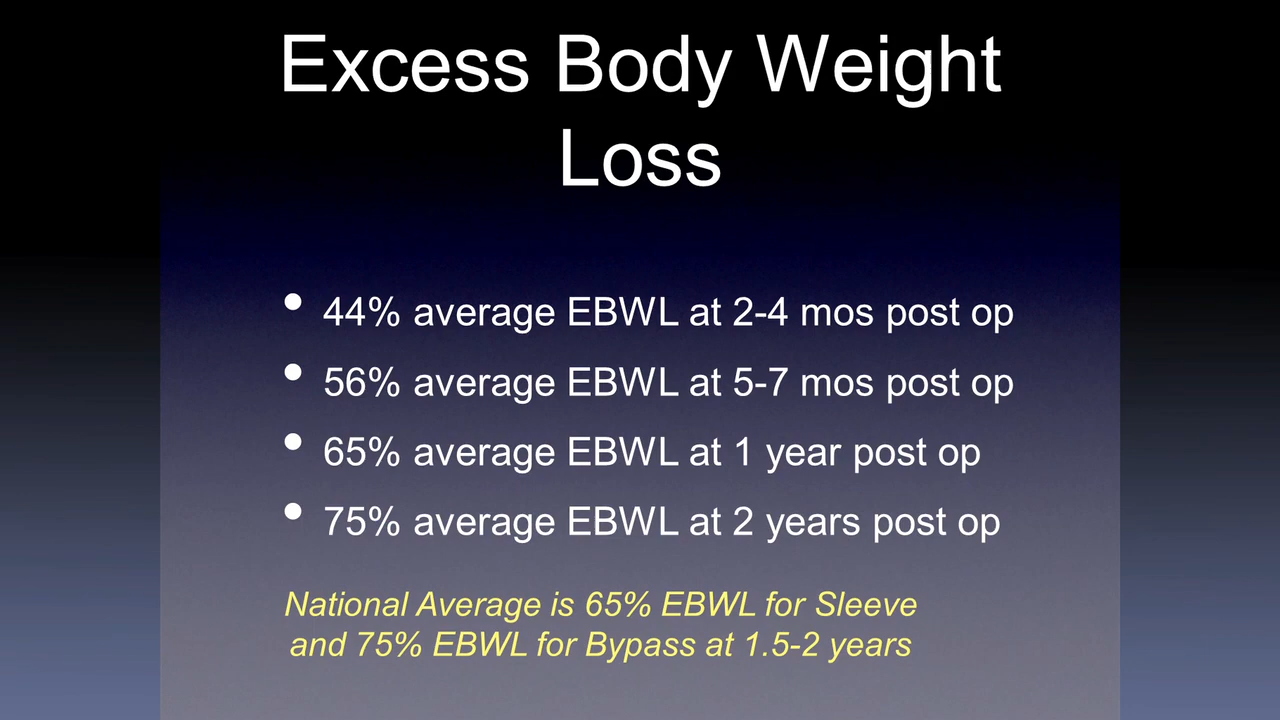 Excess Body Weight
Loss
• 44% average EBWL at 2-4 mos post op
• 56% average EBWL at 5-7 mos post op
• 65% average EBWL at 1 year post op
• 75% average EBWL at 2 years post op
National Average is 65% EBWL for Sleeve
and 75% EBWL for Bypass at 1.5-2 years